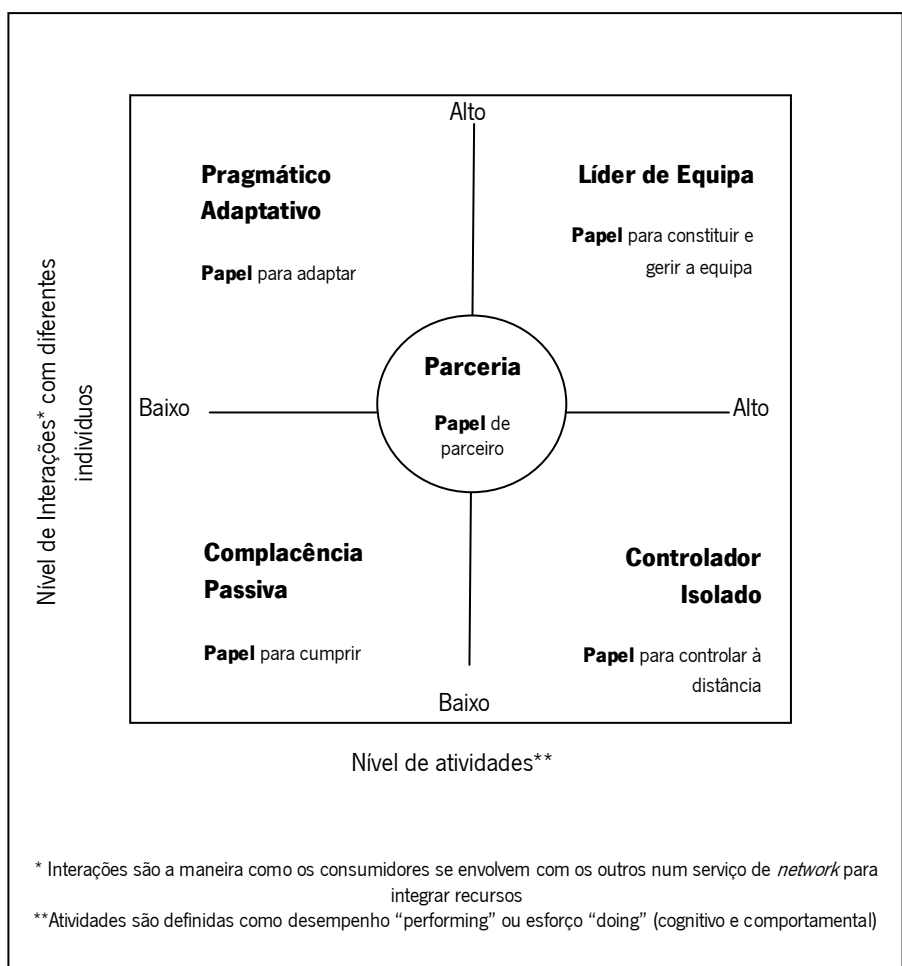 Alto
Pragmático
Adaptativo
Papel para adaptar
Líder de Equipa
Papel para constituir e
gerir a equipa
Nível de Interações* com diferentes
indivíduos
Baixo
Parceria
Papel de
parceiro
Alto
Complacência
Passiva
Papel para cumprir
Controlador
Isolado
Papel para controlar à
distância
Baixo
Nível de atividades**
* Interações são a maneira como os consumidores se envolvem com os outros num serviço de network para
integrar recursos
**Atividades são definidas como desempenho “performing” ou esforço “doing” (cognitivo e comportamental)